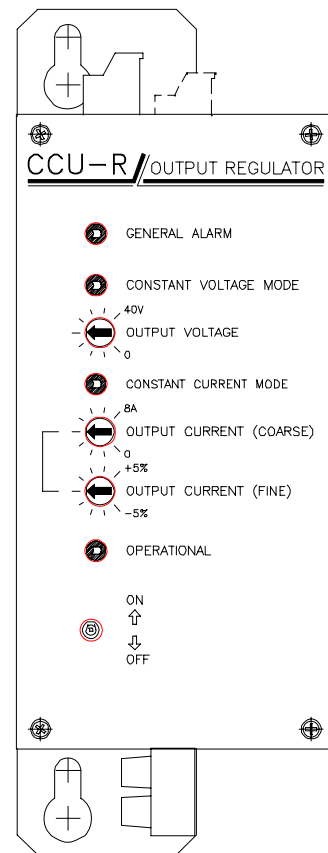 CCU-R/OUTPUT REGULATOR
GENERAL ALARM
CONSTANT VOLTAGE MODE
40V
OUTPUT VOLTAGE
0
CONSTANT CURRENT MODE
8A
OUTPUT CURRENT (COARSE)
0
+5%
OUTPUT CURRENT (FINE)
-5%
OPERATIONAL
ON
OFF